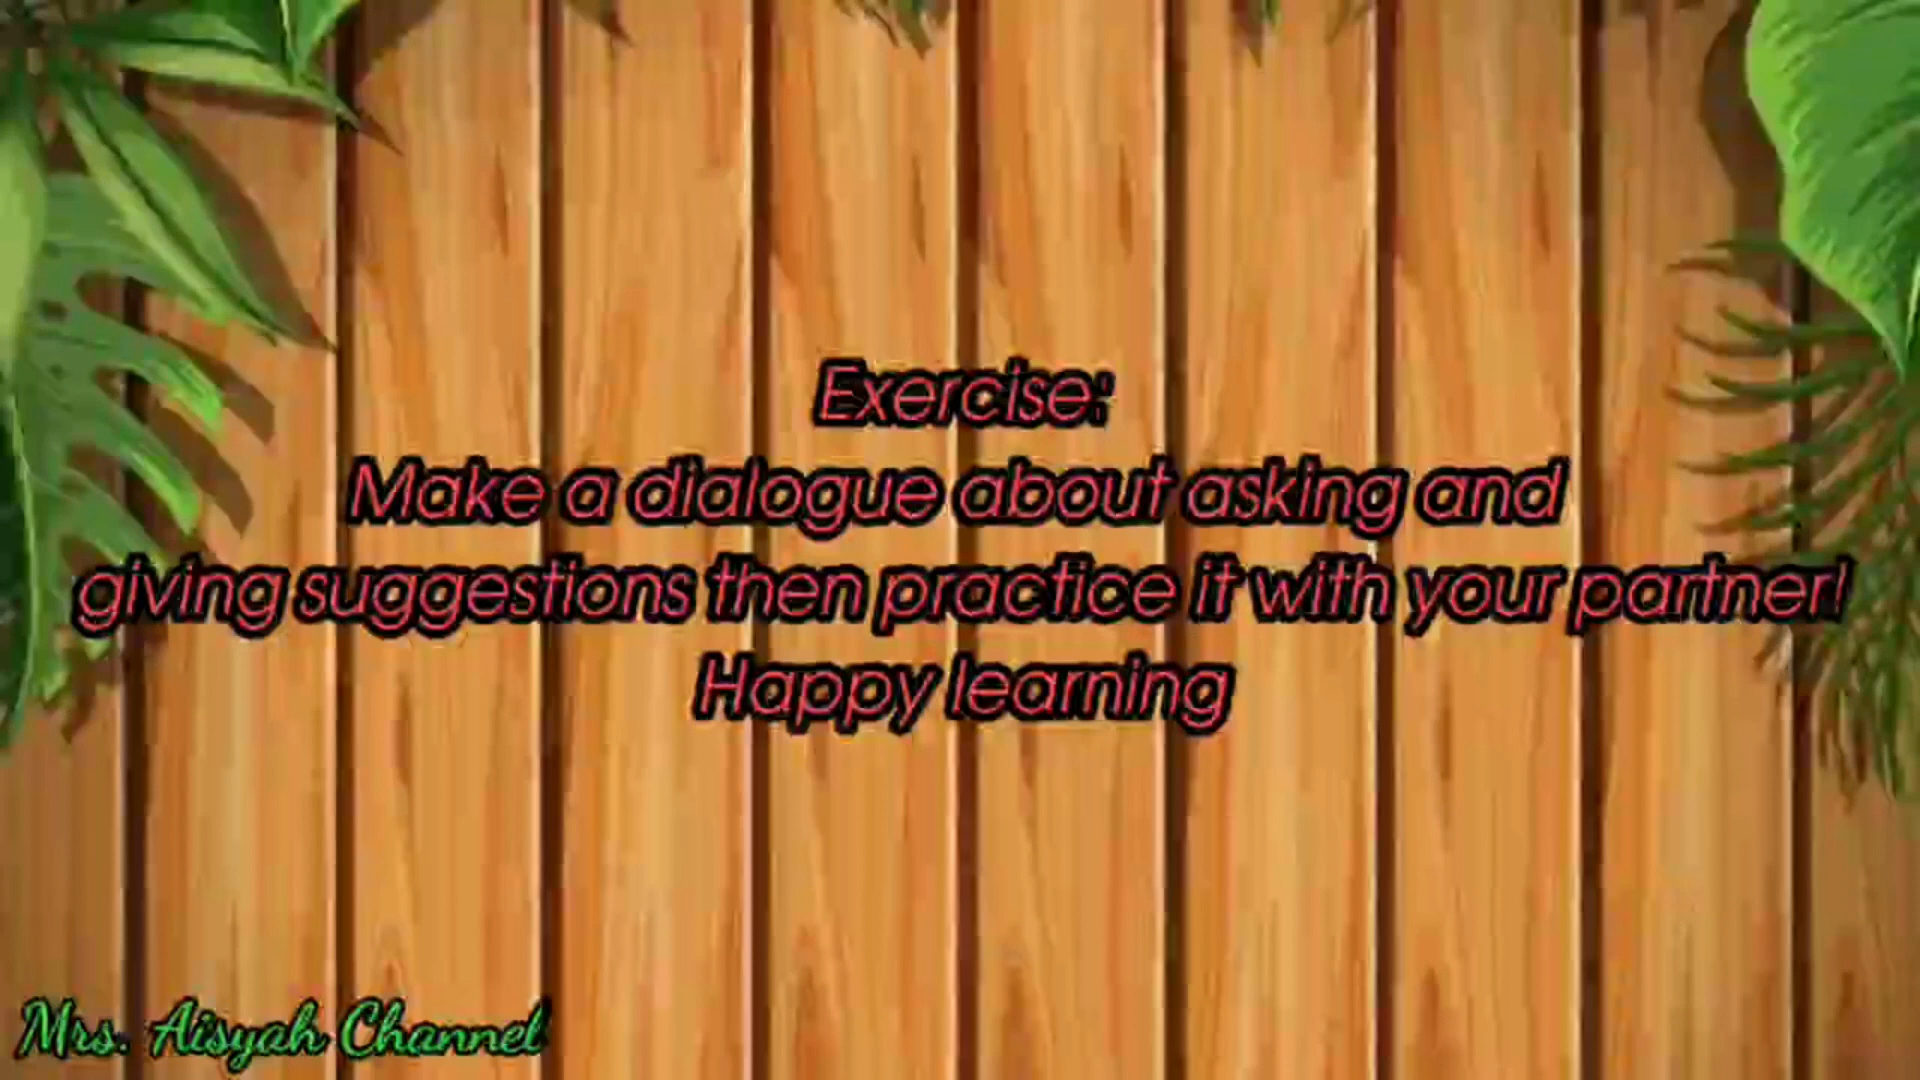 Exercise:
Make a dialogue about asking and
giving suggestions then practice it with your partner!
Happy learning
Mrs. Aisyah Channel